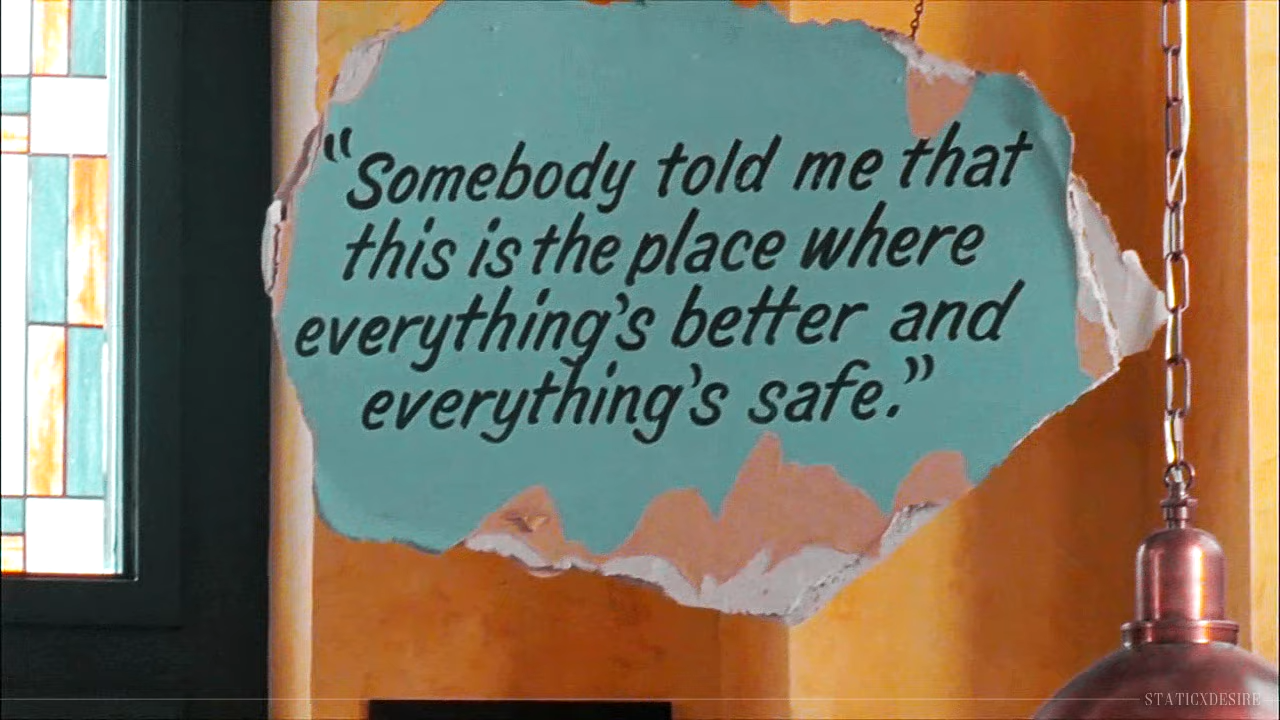 “Somebody told me that
this is the place where
everything's better and
everything's safe.”
STATICXDESIRE